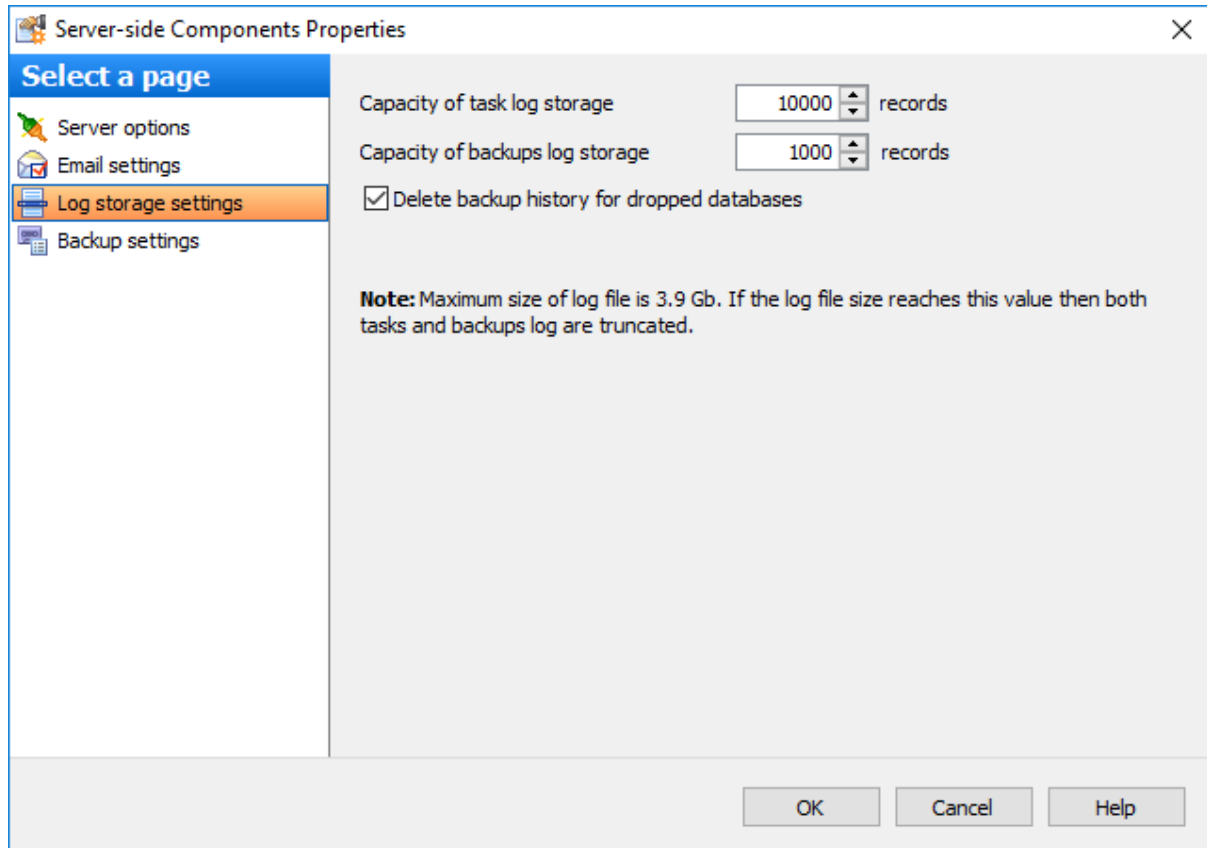 Server-side Components Properties
Select a page
Server options
Email settings
Log storage settings
Backup settings
Capacity of task log storage 10000 records
Capacity of backups log storage 1000 records
Delete backup history for dropped databases
Note: Maximum size of log file is 3.9 Gb. If the log file size reaches this value then both
tasks and backups log are truncated.
OK Cancel Help